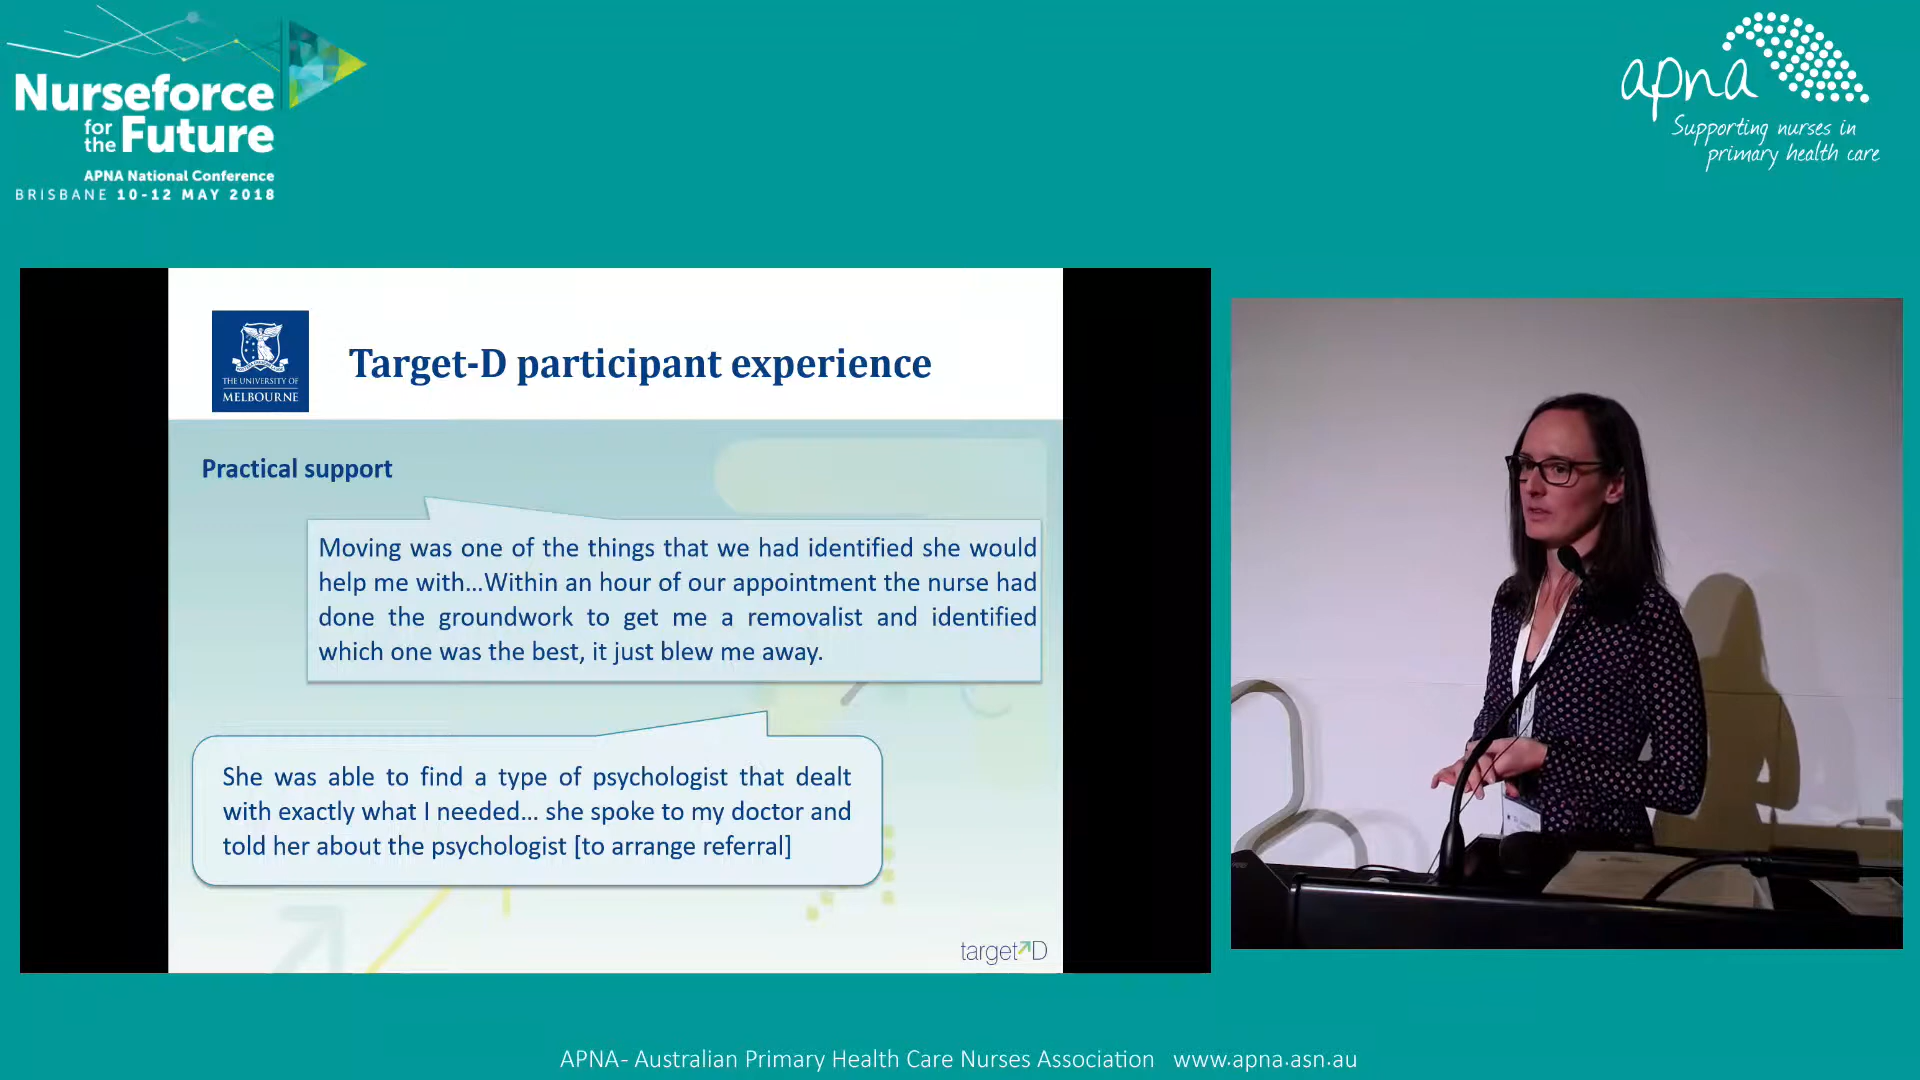 Nurseforce
for the Future
APNA National Conference
BRISBANE 10-12 MAY 2018
apna
Supporting nurses in
primary health care
THE UNIVERSITY OF
MELBOURNE
Target-D participant experience
Practical support
Moving was one of the things that we had identified she would
help me with...Within an hour of our appointment the nurse had
done the groundwork to get me a removalist and identified
which one was the best, it just blew me away.
She was able to find a type of psychologist that dealt
with exactly what I needed... she spoke to my doctor and
told her about the psychologist [to arrange referral]
target D
APNA- Australian Primary Health Care Nurses Association www.apna.asn.au